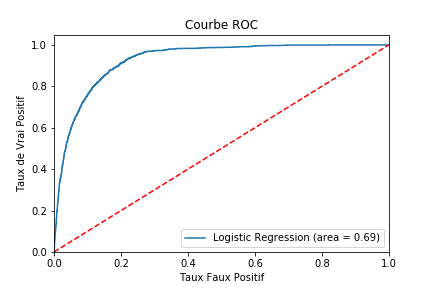 Courbe ROC
Taux de Vrai Positif
1.0
0.8
0.6
0.4
0.2
0.0
0.0 0.2 0.4 0.6 0.8 1.0
Logistic Regression (area = 0.69)
Taux Faux Positif